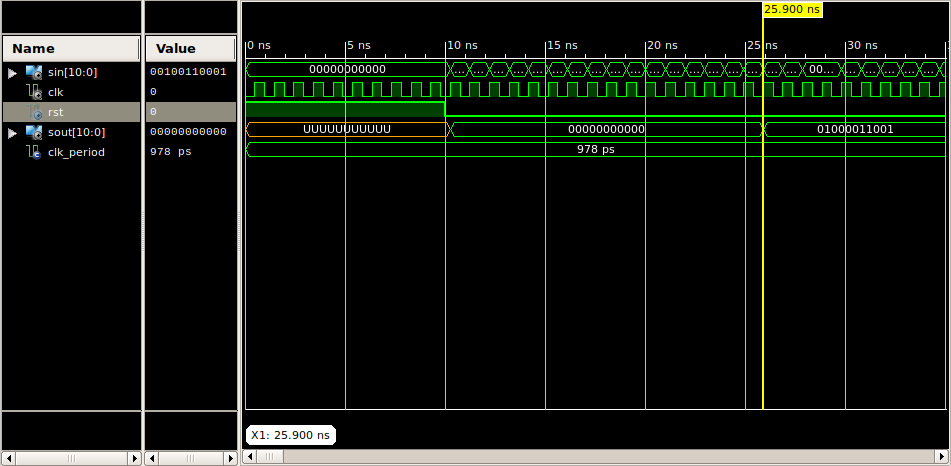 25.900 ns
Name Value 0 ns 5 ns 10 ns 15 ns 20 ns 25 ns 30 ns
sin[10:0] 00100110001 00000000000 ... ... ... ... ... ... ... ... ... ... ... ... ... ... ... ... ... 00... ... ... ... ... ...
clk 0
rst 0
sout[10:0] 00000000000 UUUUUUUUUUU 00000000000 01000011001
clk_period 978 ps 978 ps
X1: 25.900 ns